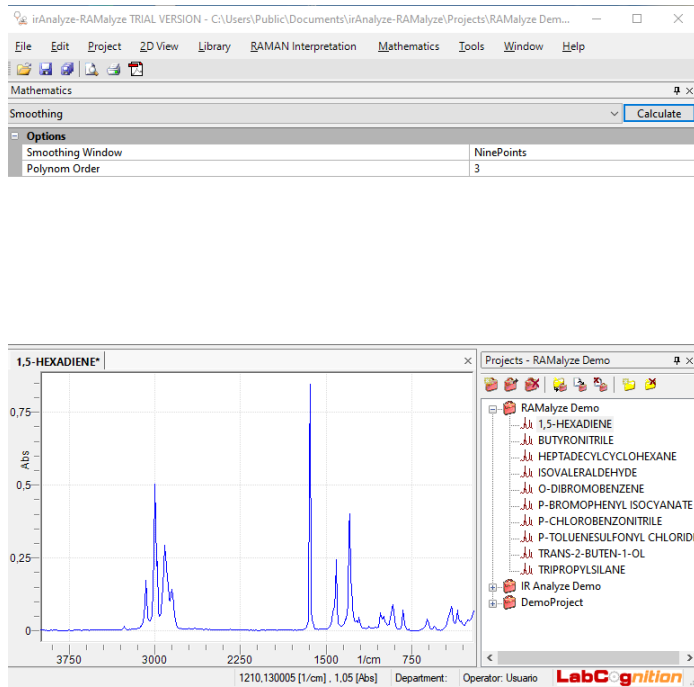 irAnalyze-RAMalyze TRIAL VERSION - C:\Users\Public\Documents\irAnalyze-RAMalyze\Projects\RAMalyze Dem...
File Edit Project 2D View Library RAMAN Interpretation Mathematics Tools Window Help
Mathematics
Smoothing Calculate
Options
Smoothing Window NinePoints
Polynom Order 3
1,5-HEXADIENE*
Projects - RAMalyze Demo
RAMalyze Demo
1,5-HEXADIENE
BUTYRONITRILE
HEPTADECYLCYCLOHEXANE
ISOVALERALDEHYDE
O-DIBROMOBENZENE
P-BROMOPHENYL ISOCYANATE
P-CHLOROBENZONITRILE
P-TOLUENESULFONYL CHLORID
TRANS-2-BUTEN-1-OL
TRIPROPYLSILANE
IR Analyze Demo
DemoProject
0,75
Abs
0,5
0,25
0
3750 3000 2250 1500 1/cm 750
1210,130005 [1/cm] , 1,05 [Abs] Department: Operator: Usuario LabCognition